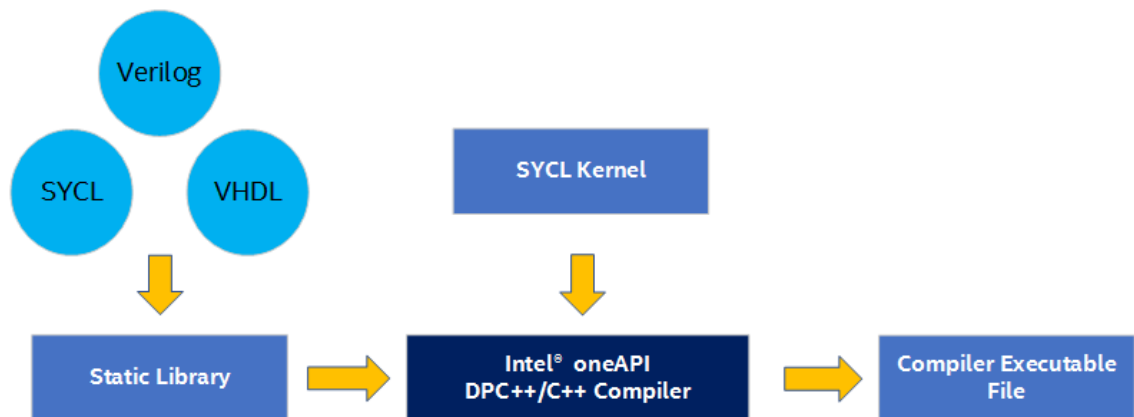 Verilog
SYCL
VHDL
SYCL Kernel
Static Library
Intel® oneAPI
DPC++/C++ Compiler
Compiler Executable
File